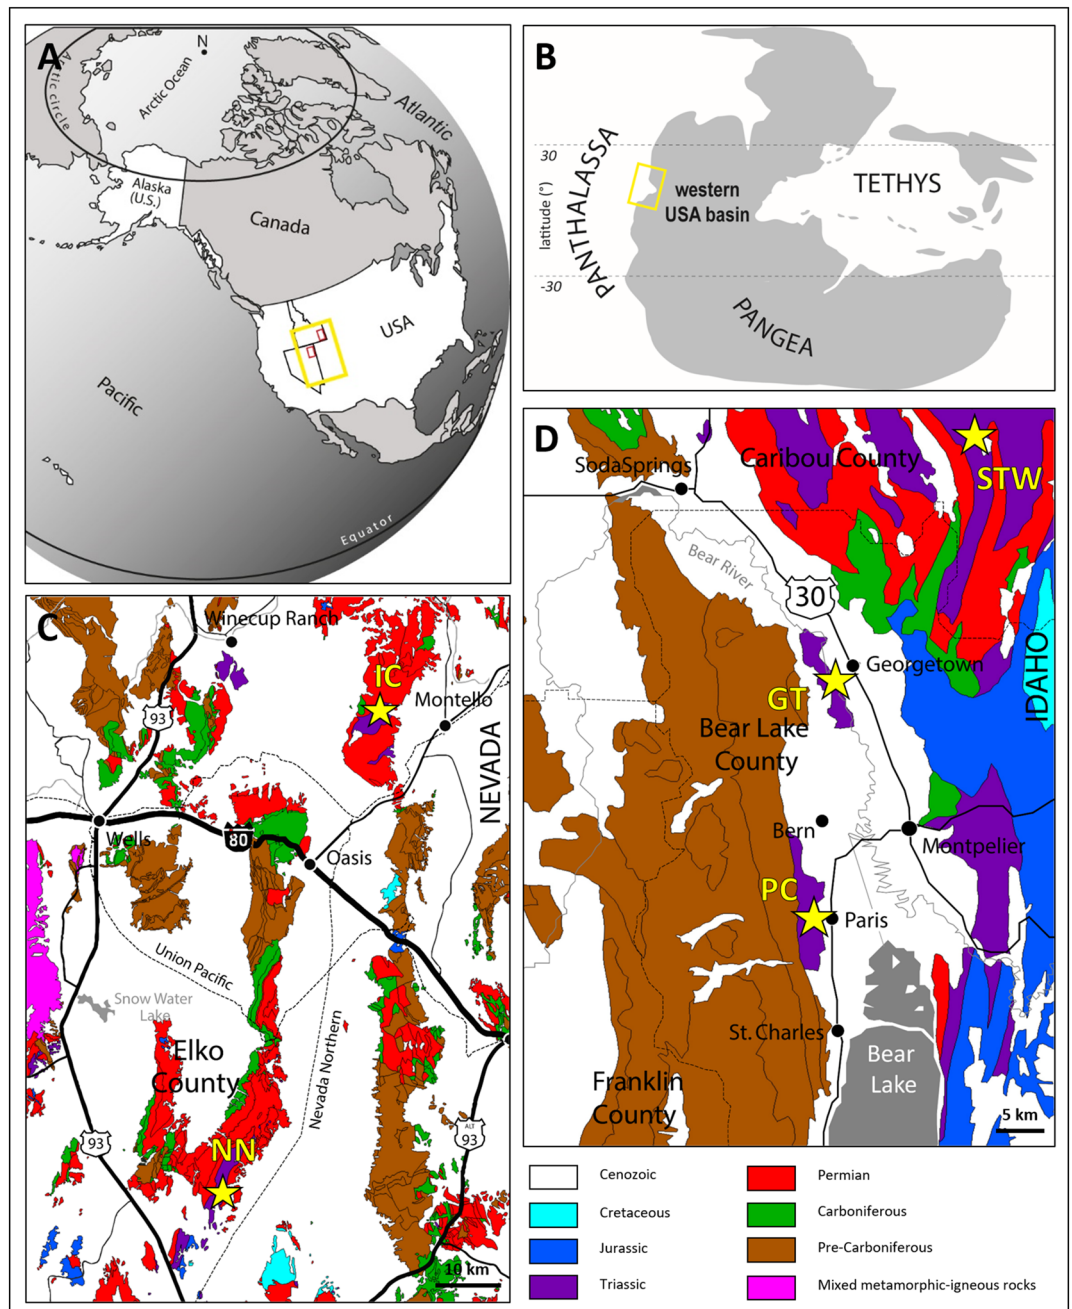 A
N
Arctic circle
Arctic Ocean
Atlantic
Alaska
(U.S.)
Canada
USA
Pacific
Equator
B
30
PANTHALASSA
latitude (°)
western
USA basin
TETHYS
-30
PANGEA
C
Winecup Ranch
IC
Montello
93
NEVADA
Wells
80
Oasis
Union Pacific
Snow Water
Lake
Elko
County
Nevada Northern
93
NN
ALT
93
10 km
D
SodaSprings
Caribou County
STW
Bear River
30
Georgetown
IDAHO
GT
Bear Lake
County
Bern
Montpelier
PC
Paris
St. Charles
Bear
Lake
Franklin
County
5 km
Cenozoic
Cretaceous
Jurassic
Triassic
Permian
Carboniferous
Pre-Carboniferous
Mixed metamorphic-igneous rocks